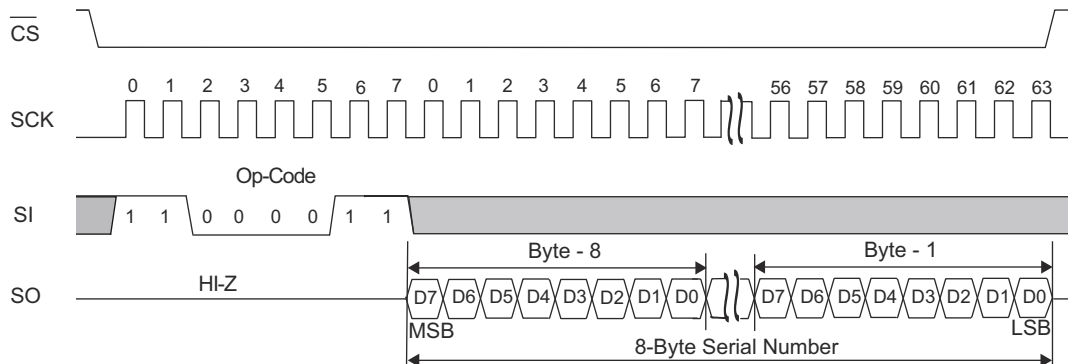 CS
0 1 2 3 4 5 6 7 0 1 2 3 4 5 6 7 56 57 58 59 60 61 62 63
SCK
Op-Code
SI 1 1 0 0 0 0 1 1
Byte - 8 Byte - 1
HI-Z
SO D7 D6 D5 D4 D3 D2 D1 D0 D7 D6 D5 D4 D3 D2 D1 D0
MSB LSB
8-Byte Serial Number